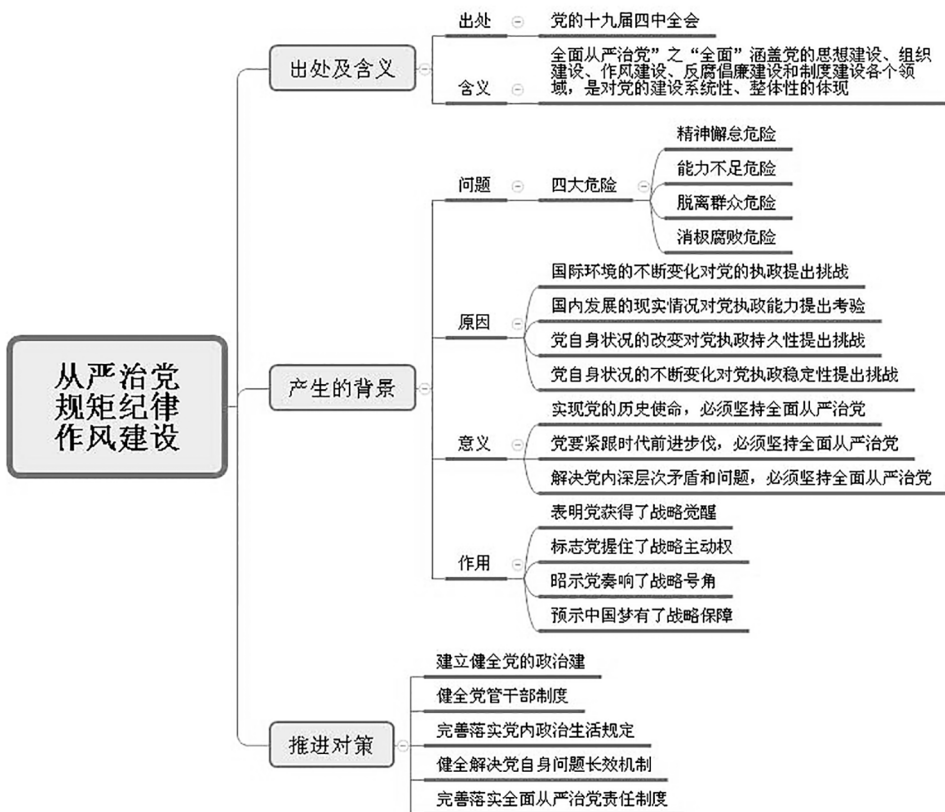 从严治党
规矩纪律
作风建设
出处及含义
出处
党的十九届四中全会
含义
全面从严治党”之“全面”涵盖党的思想建设、组织
建设、作风建设、反腐倡廉建设和制度建设各个领
域，是对党的建设系统性、整体性的体现
产生的背景
问题
四大危险
精神懈怠危险
能力不足危险
脱离群众危险
消极腐败危险
原因
国际环境的不断变化对党的执政提出挑战
国内发展的现实情况对党执政能力提出考验
党自身状况的改变对党执政持久性提出挑战
党自身状况的不断变化对党执政稳定性提出挑战
意义
实现党的历史使命，必须坚持全面从严治党
党要紧跟时代前进步伐，必须坚持全面从严治党
解决党内深层次矛盾和问题，必须坚持全面从严治党
作用
表明党获得了战略觉醒
标志党握住了战略主动权
昭示党奏响了战略号角
预示中国梦有了战略保障
推进对策
建立健全党的政治建
健全党管干部制度
完善落实党内政治生活规定
健全解决党自身问题长效机制
完善落实全面从严治党责任制度